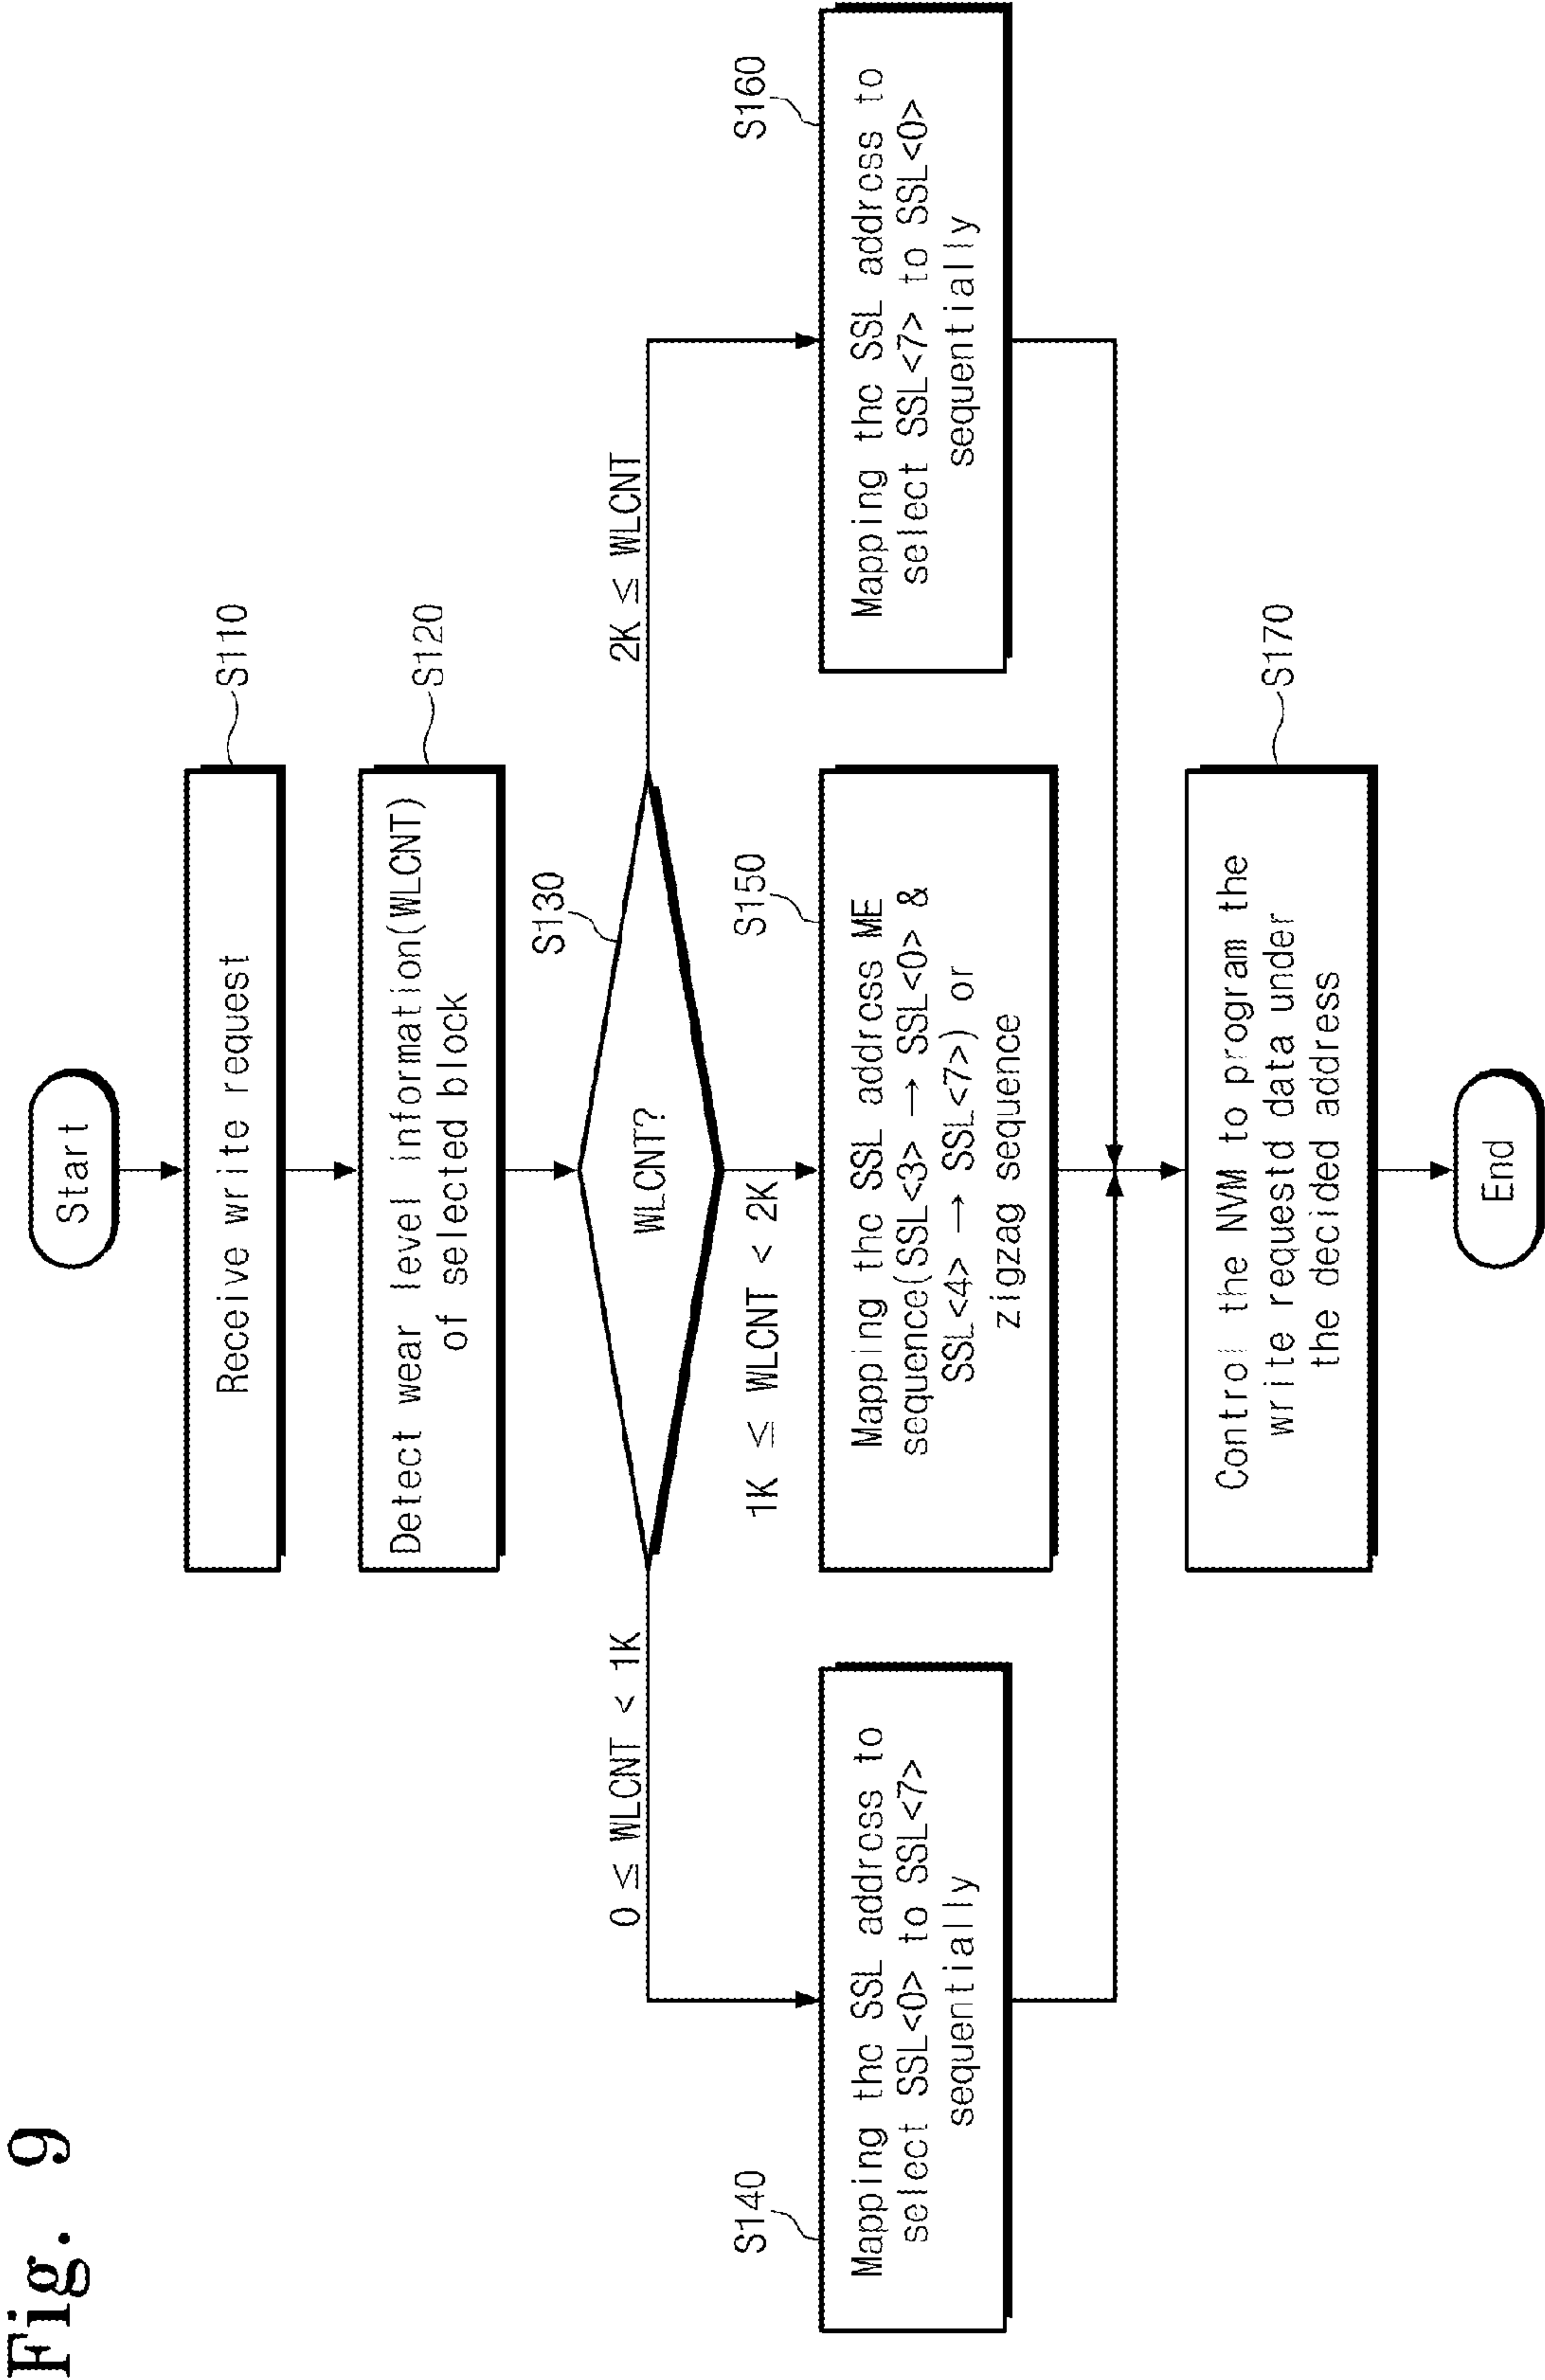 Fig. 9
Start
Receive write request
S110
Detect wear level information(WLCNT)
of selected block
S120
WLCNT?
S130
0 ≤ WLCNT < 1K
1K ≤ WLCNT < 2K
2K ≤ WLCNT
S140
Mapping the SSL address to
select SSL<0> to SSL<7>
sequentially
S150
Mapping the SSL address ME
sequence(SSL<3> → SSL<0> &
SSL<4> → SSL<7>) or
zigzag sequence
S160
Mapping the SSL address to
select SSL<7> to SSL<0>
sequentially
S170
Control the NVM to program the
write requestd data under
the decided address
End